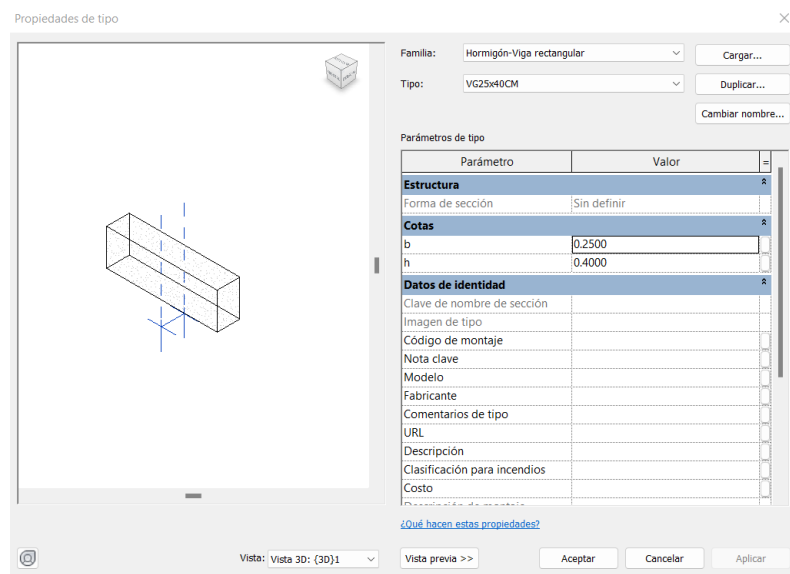 Propiedades de tipo
Familia: Hormigón-Viga rectangular Cargar...
Tipo: VG25x40CM Duplicar...
Cambiar nombre...
Parámetros de tipo
Parámetro Valor =
Estructura
Forma de sección Sin definir
Cotas
b 0.2500
h 0.4000
Datos de identidad
Clave de nombre de sección
Imagen de tipo
Código de montaje
Nota clave
Modelo
Fabricante
Comentarios de tipo
URL
Descripción
Clasificación para incendios
Costo
Descripción de montaje
¿Qué hacen estas propiedades?
Vista: Vista 3D: {3D}1 Vista previa >> Aceptar Cancelar Aplicar